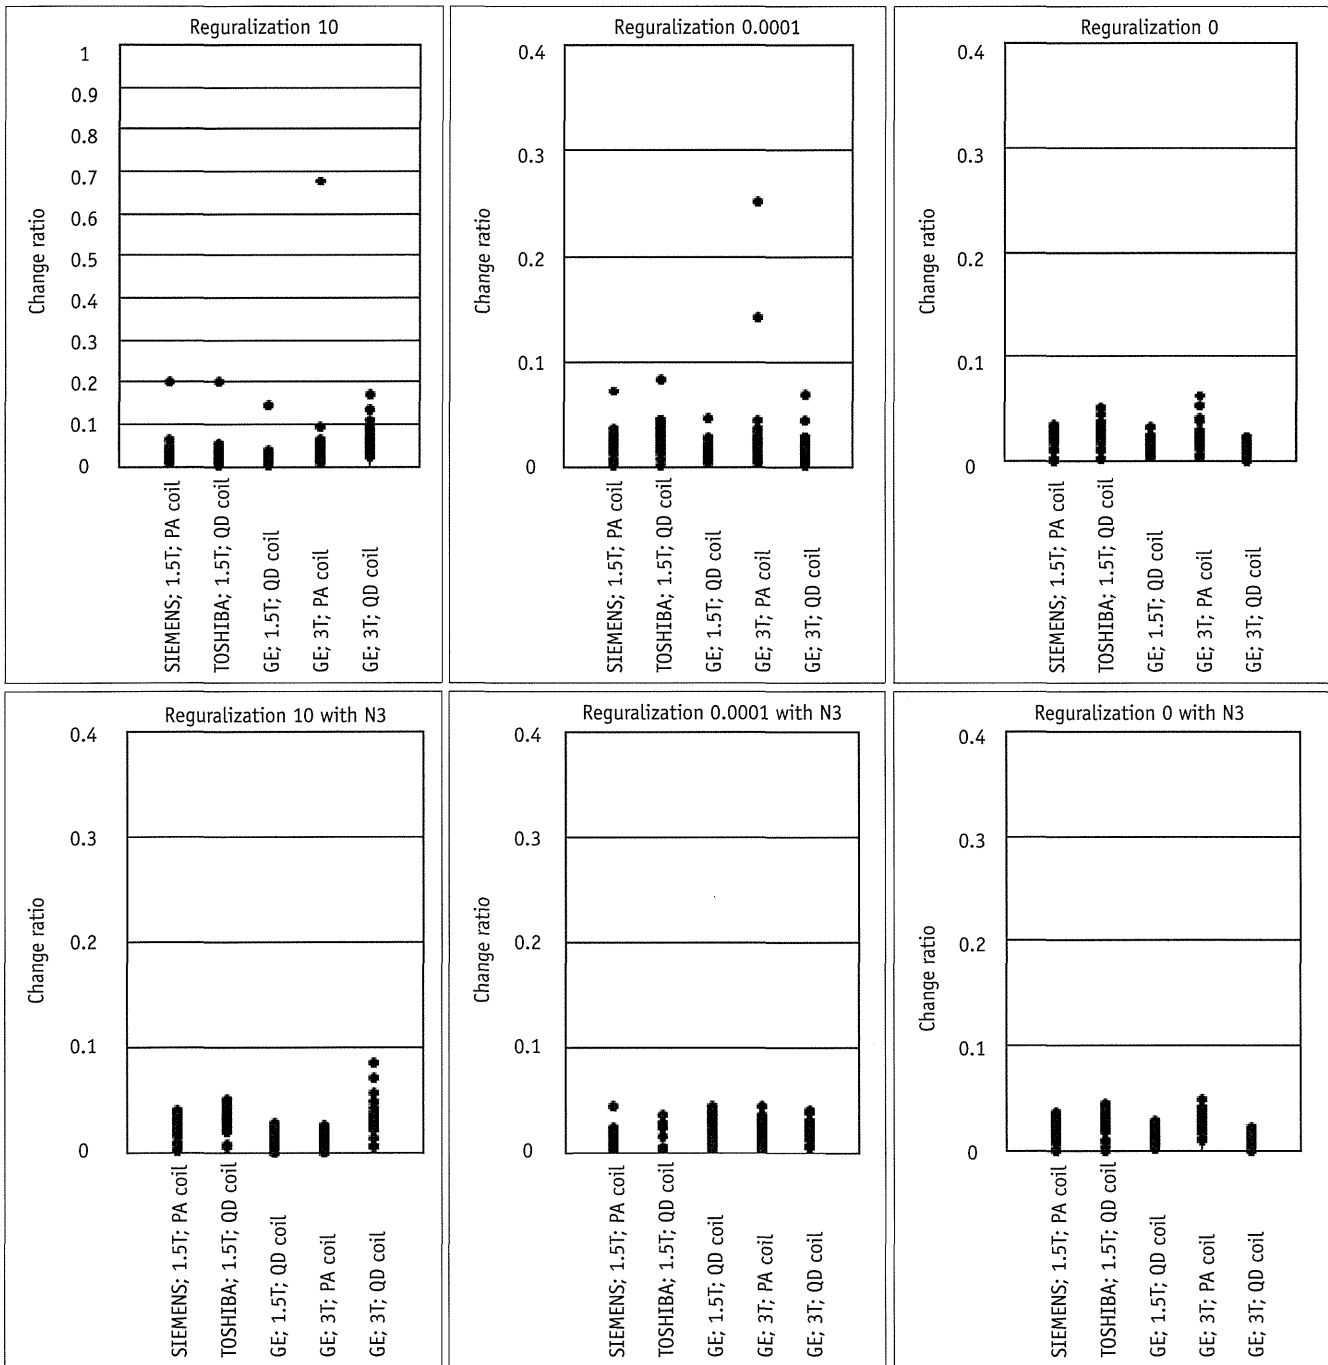 Reguralization 10
1
0.9
0.8
0.7
0.6
0.5
0.4
0.3
0.2
0.1
0
Change ratio
SIEMENS; 1.5T; PA coil
TOSHIBA; 1.5T; QD coil
GE; 1.5T; QD coil
GE; 3T; PA coil
GE; 3T; QD coil
Reguralization 0.0001
0.4
0.3
0.2
0.1
0
Change ratio
SIEMENS; 1.5T; PA coil
TOSHIBA; 1.5T; QD coil
GE; 1.5T; QD coil
GE; 3T; PA coil
GE; 3T; QD coil
Reguralization 0
0.4
0.3
0.2
0.1
0
Change ratio
SIEMENS; 1.5T; PA coil
TOSHIBA; 1.5T; QD coil
GE; 1.5T; QD coil
GE; 3T; PA coil
GE; 3T; QD coil
Reguralization 10 with N3
0.4
0.3
0.2
0.1
0
Change ratio
SIEMENS; 1.5T; PA coil
TOSHIBA; 1.5T; QD coil
GE; 1.5T; QD coil
GE; 3T; PA coil
GE; 3T; QD coil
Reguralization 0.0001 with N3
0.4
0.3
0.2
0.1
0
Change ratio
SIEMENS; 1.5T; PA coil
TOSHIBA; 1.5T; QD coil
GE; 1.5T; QD coil
GE; 3T; PA coil
GE; 3T; QD coil
Reguralization 0 with N3
0.4
0.3
0.2
0.1
0
Change ratio
SIEMENS; 1.5T; PA coil
TOSHIBA; 1.5T; QD coil
GE; 1.5T; QD coil
GE; 3T; PA coil
GE; 3T; QD coil